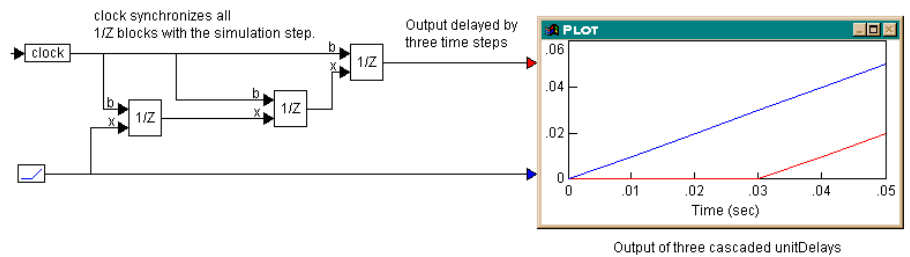 clock synchronizes all
1/Z blocks with the simulation step.
clock
b
x
1/Z
b
x
1/Z
b
x
1/Z
Output delayed by
three time steps
PLOT
.06
.04
.02
0
0
.01
.02
.03
.04
.05
Time (sec)
Output of three cascaded unitDelays